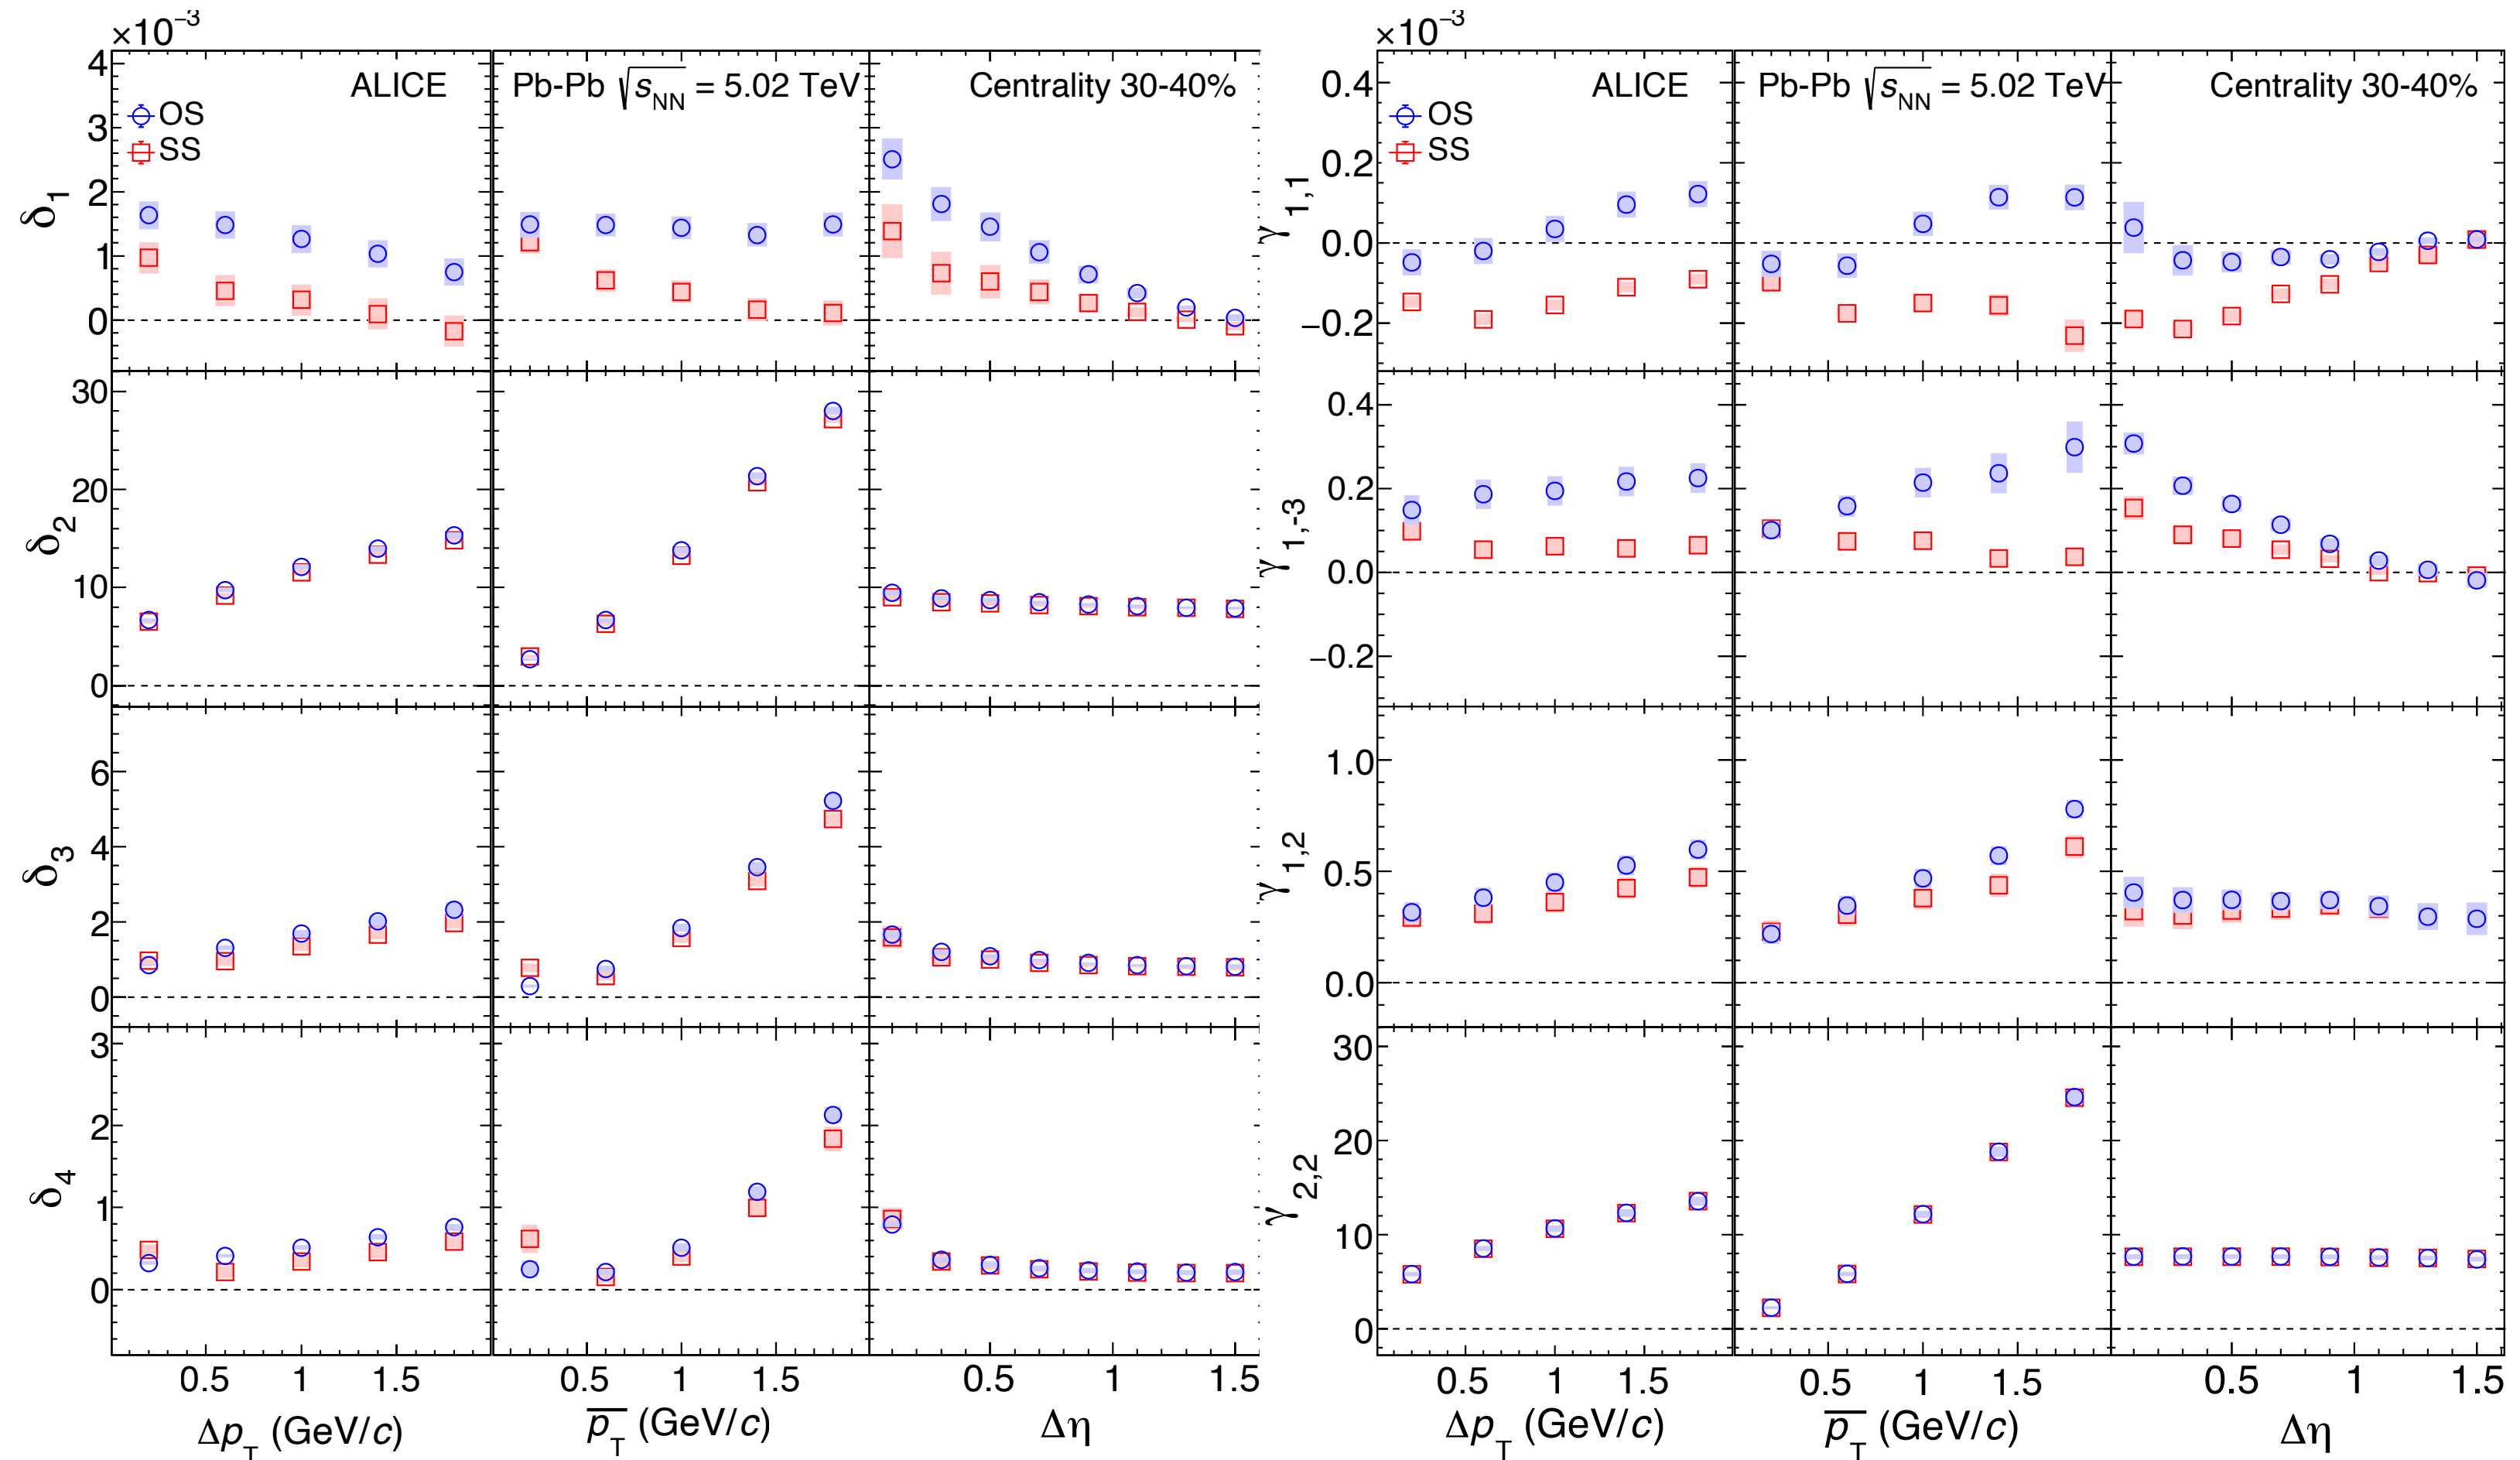 ×10⁻³
ALICE
Pb-Pb √sNN = 5.02 TeV
Centrality 30-40%
OS
SS
δ1
4
3
2
1
0
δ2
30
20
10
0
δ3
6
4
2
0
δ4
3
2
1
0
0.5 1 1.5
0.5 1 1.5
0.5 1 1.5
ΔpT (GeV/c)
p̅T (GeV/c)
Δη
×10⁻³
ALICE
Pb-Pb √sNN = 5.02 TeV
Centrality 30-40%
OS
SS
γ1,1
0.4
0.2
0.0
−0.2
γ1,-3
0.4
0.2
0.0
−0.2
γ1,2
1.0
0.5
0.0
γ2,2
30
20
10
0
0.5 1 1.5
0.5 1 1.5
0.5 1 1.5
ΔpT (GeV/c)
p̅T (GeV/c)
Δη